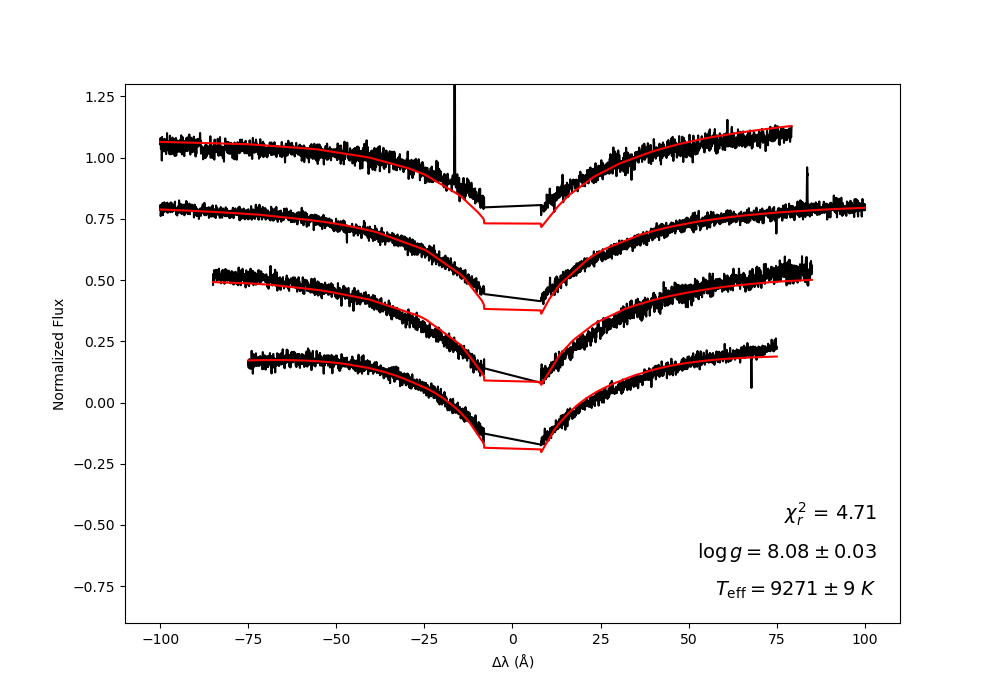 1.25
1.00
0.75
0.50
0.25
0.00
−0.25
−0.50
−0.75
Normalized Flux
χ²ᵣ = 4.71
log g = 8.08 ± 0.03
T_eff = 9271 ± 9 K
−100 −75 −50 −25 0 25 50 75 100
Δλ (Å)